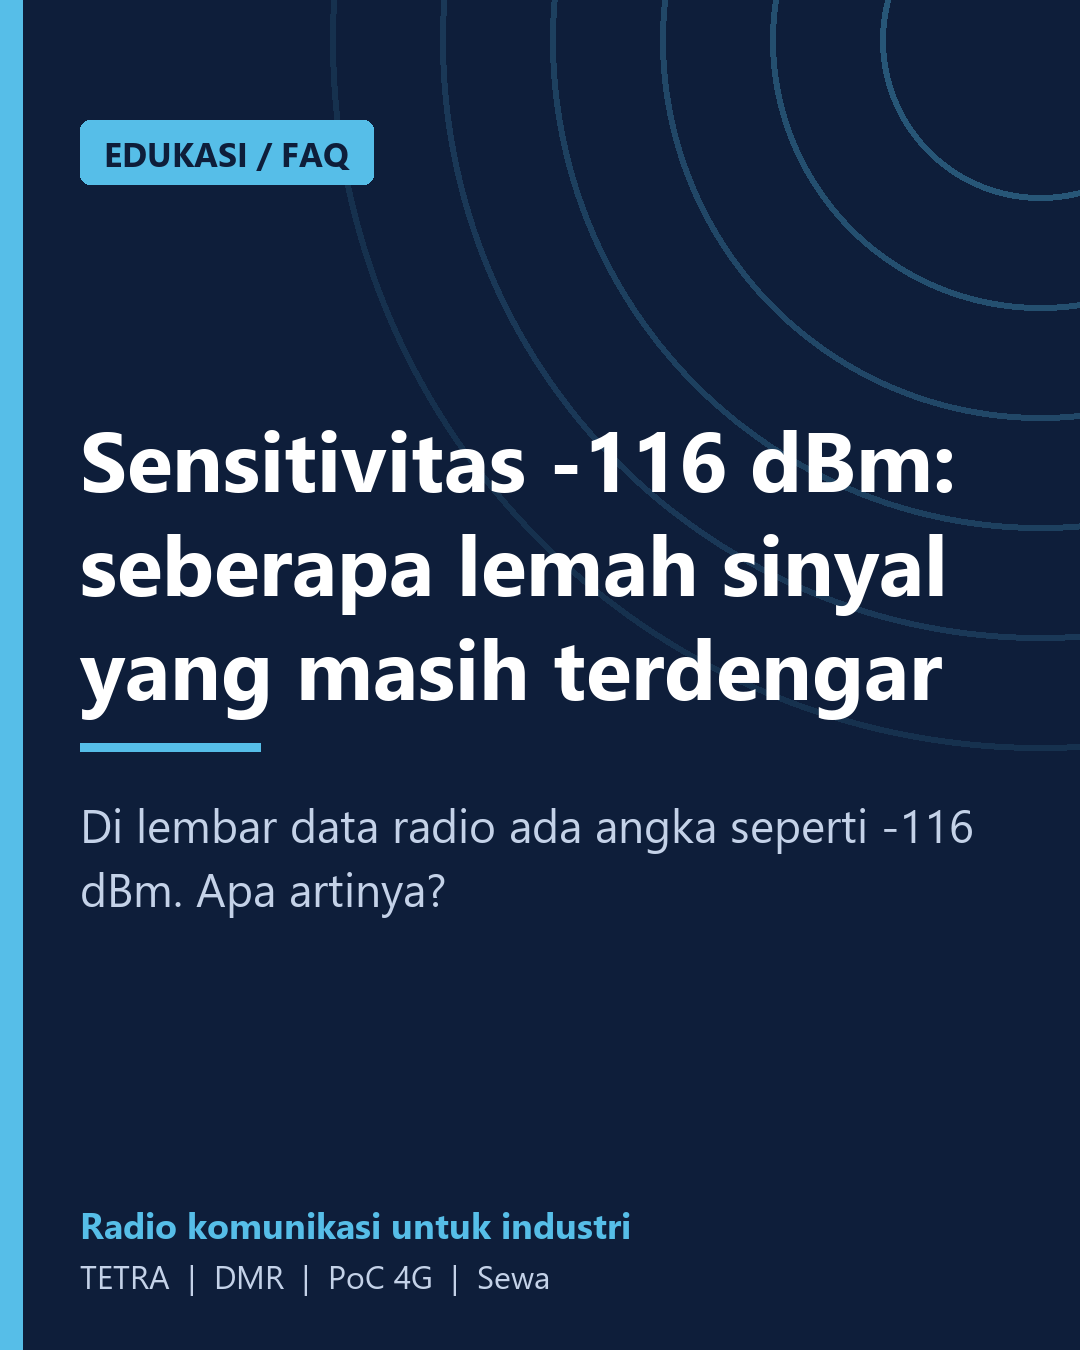 EDUKASI / FAQ
Sensitivitas -116 dBm:
seberapa lemah sinyal
yang masih terdengar
Di lembar data radio ada angka seperti -116
dBm. Apa artinya?
Radio komunikasi untuk industri
TETRA | DMR | PoC 4G | Sewa